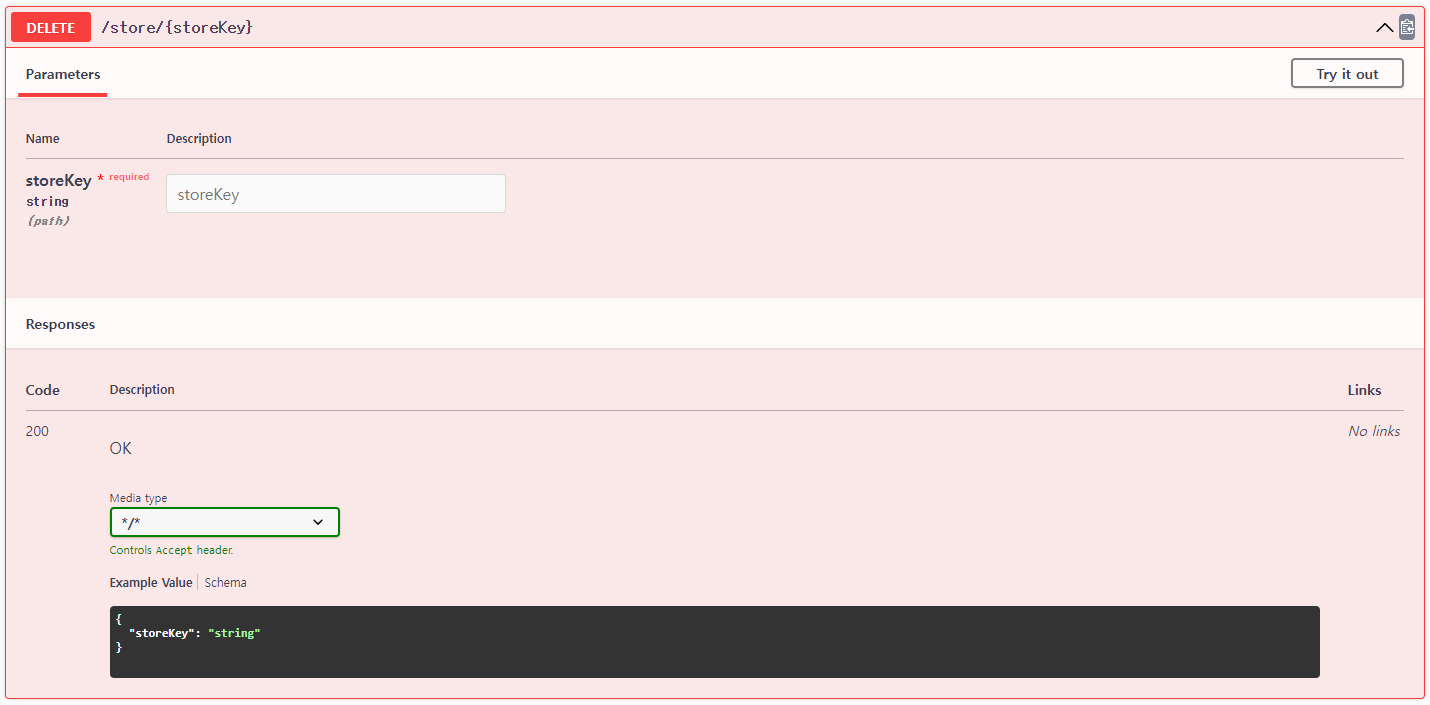 DELETE /store/{storeKey}
Parameters Try it out
Name Description
storeKey * required
string
(path)
storeKey
Responses
Code Description Links
200 OK No links
Media type
*/*
Controls Accept header.
Example Value Schema
{
"storeKey": "string"
}